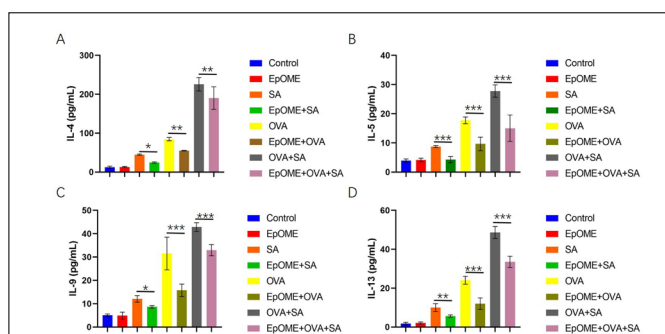 A
IL-4 (pg/mL)
300
200
100
0
*
**
**
Control
EpOME
SA
EpOME+SA
OVA
EpOME+OVA
OVA+SA
EpOME+OVA+SA
B
IL-5 (pg/mL)
40
30
20
10
0
***
***
***
Control
EpOME
SA
EpOME+SA
OVA
EpOME+OVA
OVA+SA
EpOME+OVA+SA
C
IL-9 (pg/mL)
50
40
30
20
10
0
*
***
***
Control
EpOME
SA
EpOME+SA
OVA
EpOME+OVA
OVA+SA
EpOME+OVA+SA
D
IL-13 (pg/mL)
60
40
20
0
**
***
***
Control
EpOME
SA
EpOME+SA
OVA
EpOME+OVA
OVA+SA
EpOME+OVA+SA